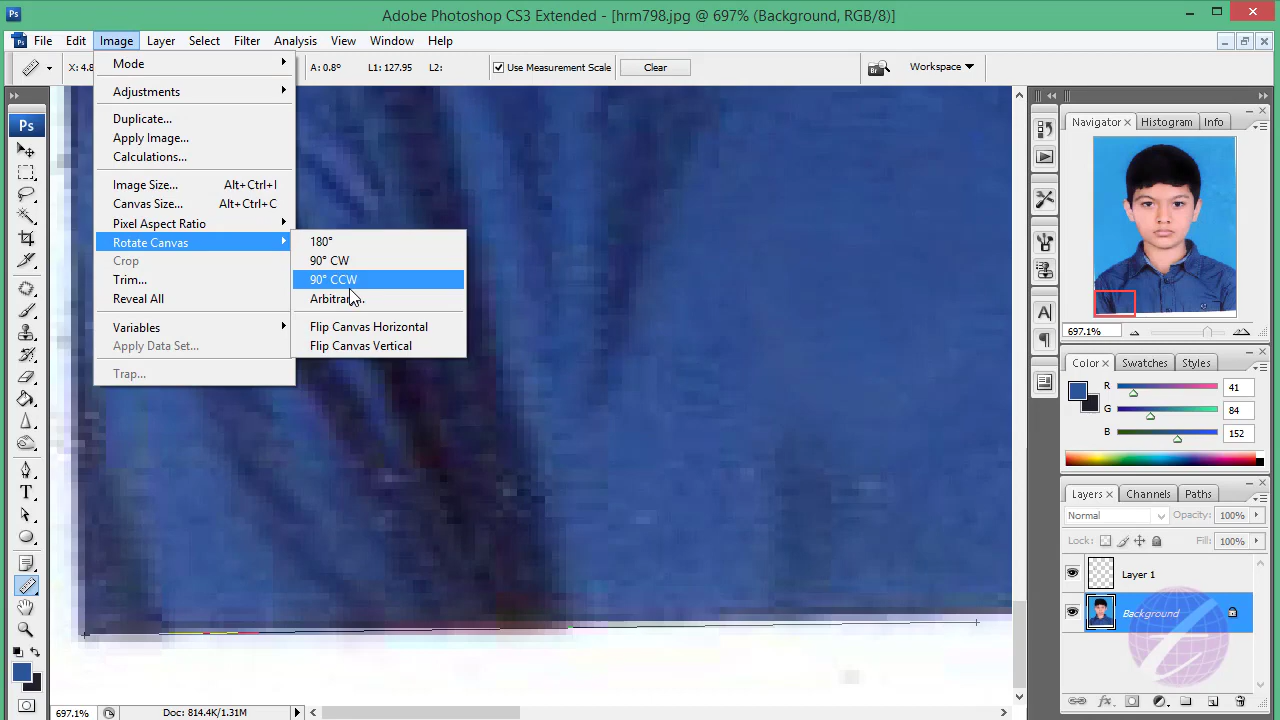 Ps Adobe Photoshop CS3 Extended - [hrm798.jpg @ 697% (Background, RGB/8)]
File Edit Image Layer Select Filter Analysis View Window Help
X: 4.8 A: 0.8° L1: 127.95 L2: Use Measurement Scale Clear Br Workspace
Ps
Mode
Adjustments
Duplicate...
Apply Image...
Calculations...
Image Size... Alt+Ctrl+I
Canvas Size... Alt+Ctrl+C
Pixel Aspect Ratio
Rotate Canvas
Crop
Trim...
Reveal All
Variables
Apply Data Set...
Trap...
180°
90° CW
90° CCW
Flip Canvas Horizontal
Flip Canvas Vertical
T
A
Navigator Histogram Info
697.1%
Color Swatches Styles
R 41
G 84
B 152
Layers Channels Paths
Normal Opacity: 100%
Lock: Fill: 100%
Layer 1
Background
697.1% Doc: 814.4K/1.31M